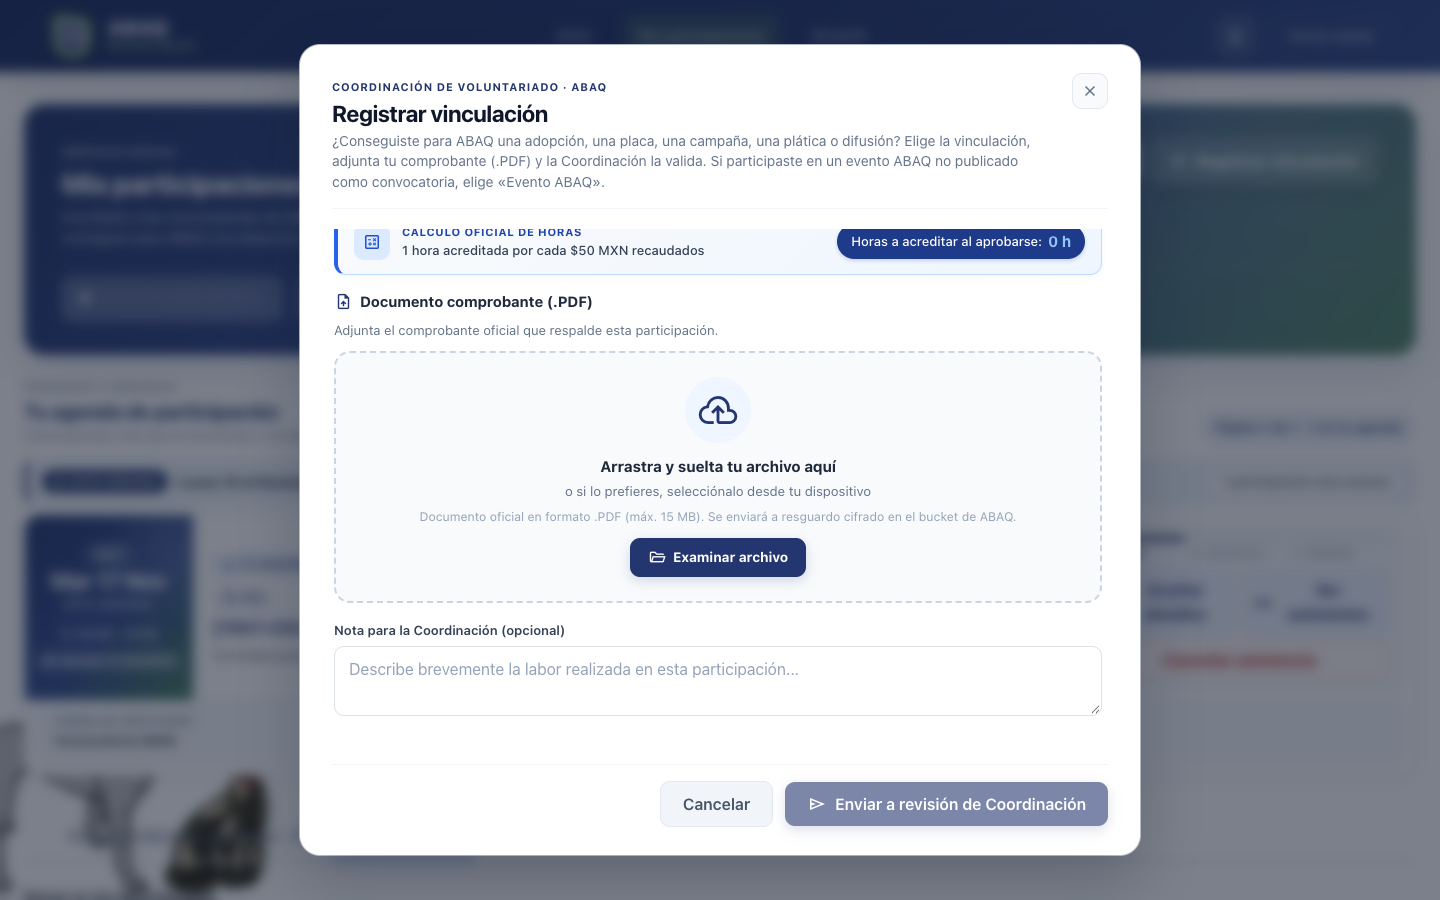 COORDINACIÓN DE VOLUNTARIADO · ABAQ
Registrar vinculación
¿Conseguiste para ABAQ una adopción, una placa, una campaña, una plática o difusión? Elige la vinculación,
adjunta tu comprobante (.PDF) y la Coordinación la valida. Si participaste en un evento ABAQ no publicado
como convocatoria, elige «Evento ABAQ».
CÁLCULO OFICIAL DE HORAS
1 hora acreditada por cada $50 MXN recaudados
Horas a acreditar al aprobarse: 0 h
Documento comprobante (.PDF)
Adjunta el comprobante oficial que respalde esta participación.
Arrastra y suelta tu archivo aquí
o si lo prefieres, selecciónalo desde tu dispositivo
Documento oficial en formato .PDF (máx. 15 MB). Se enviará a resguardo cifrado en el bucket de ABAQ.
Examinar archivo
Nota para la Coordinación (opcional)
Describe brevemente la labor realizada en esta participación...
Cancelar
Enviar a revisión de Coordinación